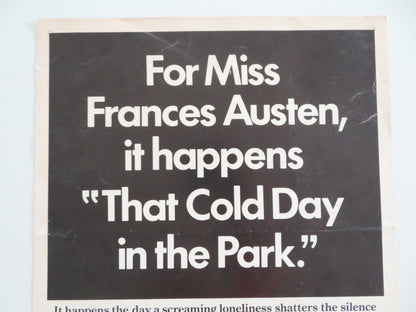 For Miss
Frances Austen,
it happens
“That Cold Day
in the Park.”
It happens the day a screaming loneliness shatters the silence